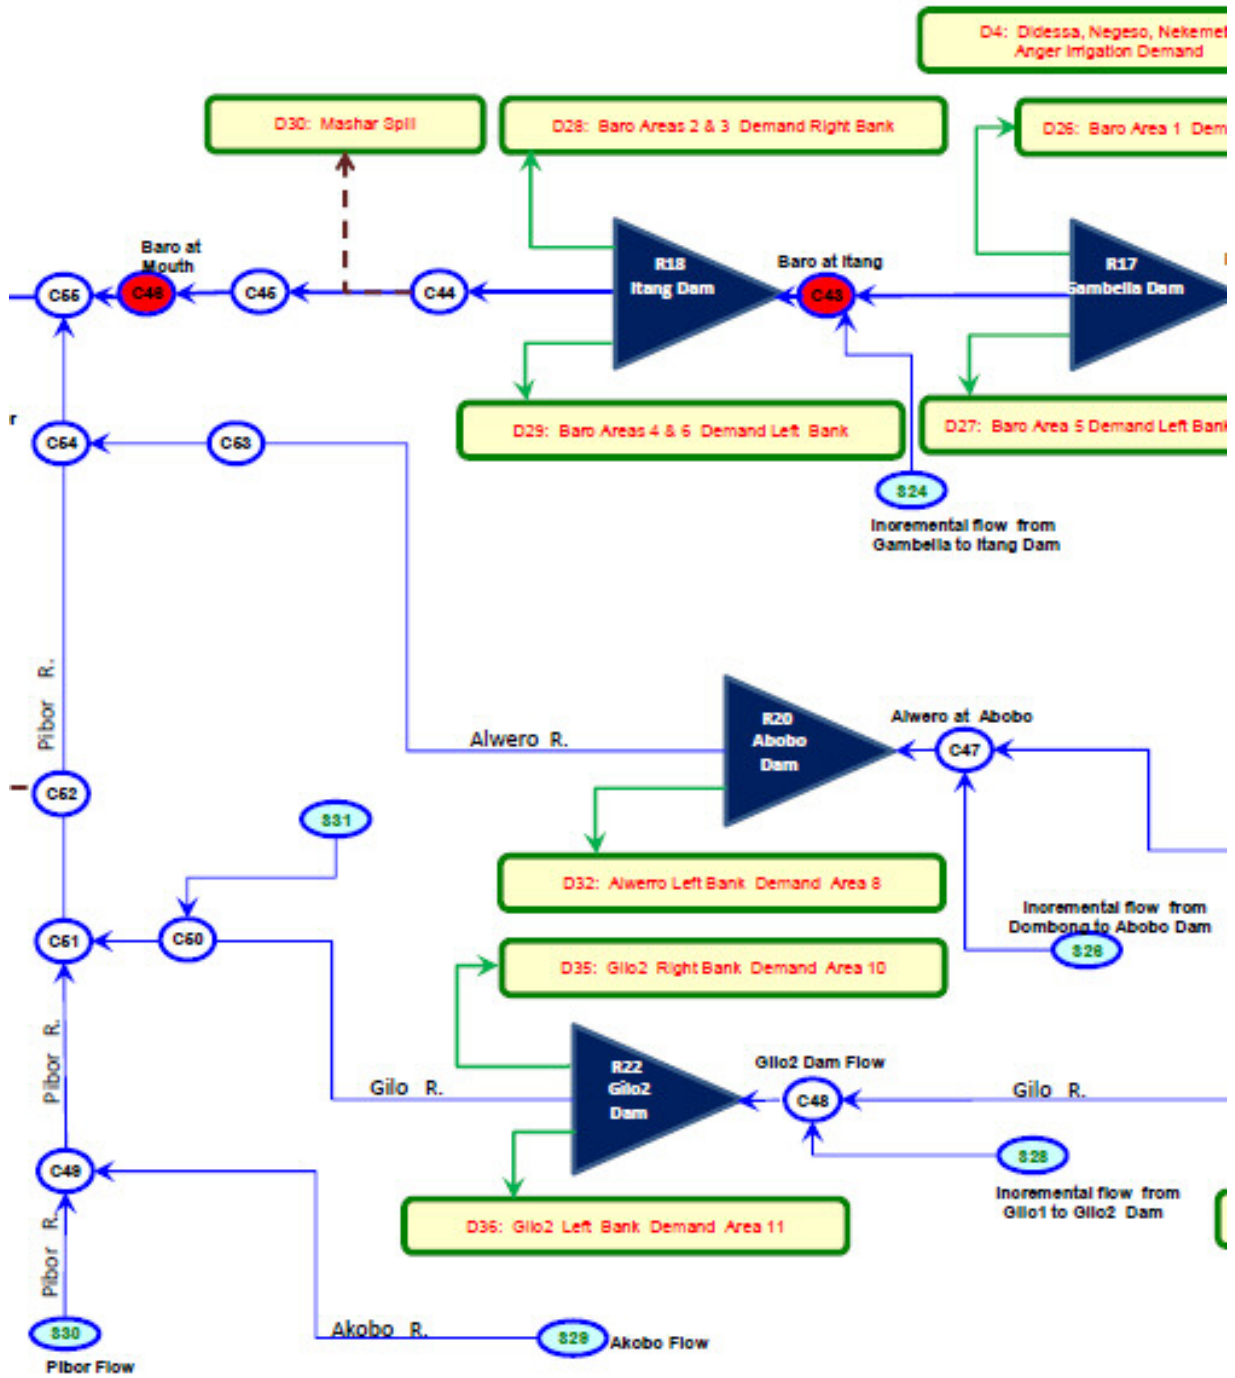 D4: Didessa, Negeso, Nekemet
Anger Irrigation Demand
D30: Mashar Spill
D28: Baro Areas 2 & 3 Demand Right Bank
D26: Baro Area 1 Dem
Baro at
Mouth
R18
Itang Dam
Baro at Itang
R17
Gambella Dam
C55
C46
C45
C44
C43
D29: Baro Areas 4 & 6 Demand Left Bank
D27: Baro Area 5 Demand Left Bank
r
C54
C53
S24
Incremental flow from
Gambella to Itang Dam
Pibor R.
Alwero R.
R20
Abobo
Dam
Alwero at Abobo
C47
C52
S31
D32: Alwerro Left Bank Demand Area 8
Incremental flow from
Dombong to Abobo Dam
S26
C51
C50
D35: Gilo2 Right Bank Demand Area 10
Pibor R.
Gilo R.
R22
Gilo2
Dam
Gilo2 Dam Flow
C48
Gilo R.
C49
S28
Incremental flow from
Gilo1 to Gilo2 Dam
D36: Gilo2 Left Bank Demand Area 11
Pibor R.
S30
Pibor Flow
Akobo R.
S29
Akobo Flow